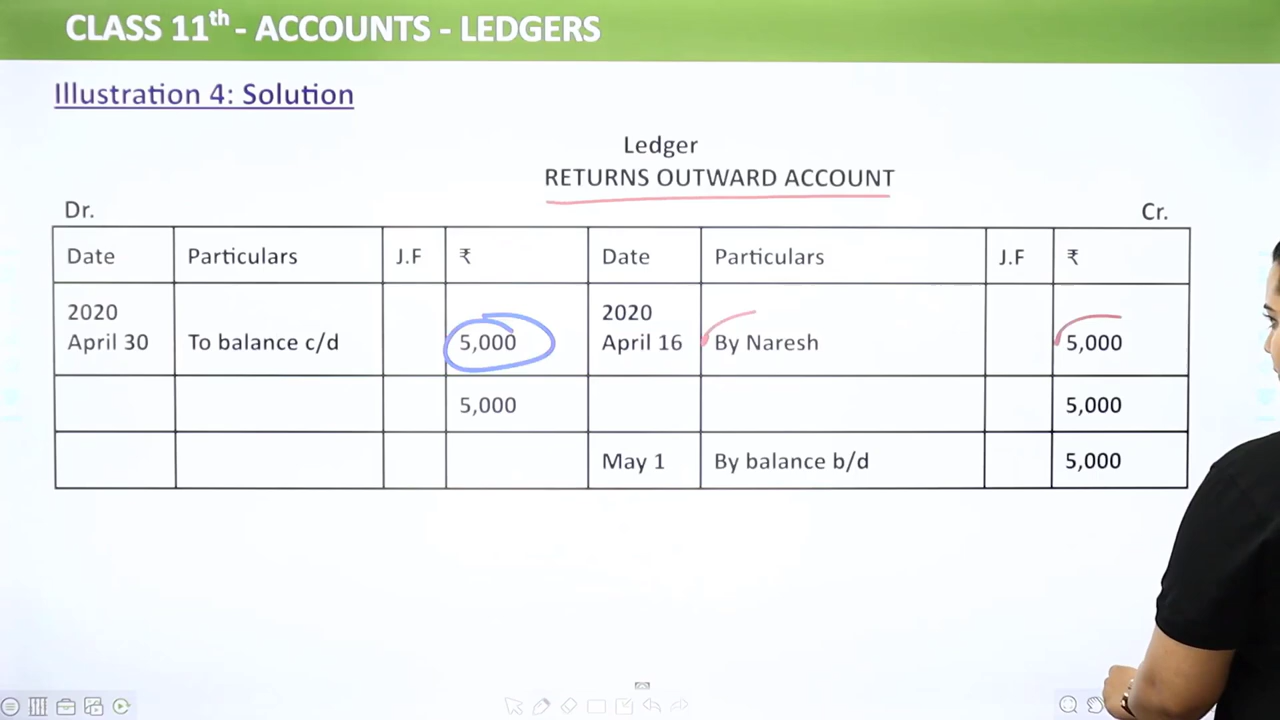 CLASS 11th - ACCOUNTS - LEDGERS
Illustration 4: Solution
Ledger
RETURNS OUTWARD ACCOUNT
Dr. Cr.
Date Particulars J.F ₹ Date Particulars J.F ₹
2020 2020
April 30 To balance c/d 5,000 April 16 By Naresh 5,000
5,000 5,000
May 1 By balance b/d 5,000